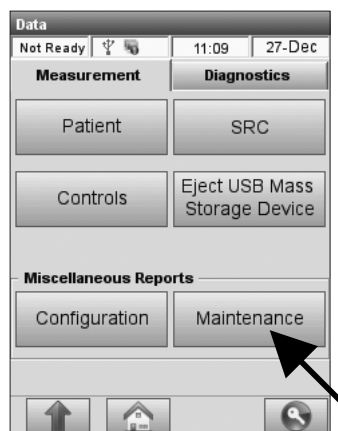 Data
Not Ready 11:09 27-Dec
Measurement Diagnostics
Patient SRC
Controls Eject USB Mass
Storage Device
Miscellaneous Reports
Configuration Maintenance